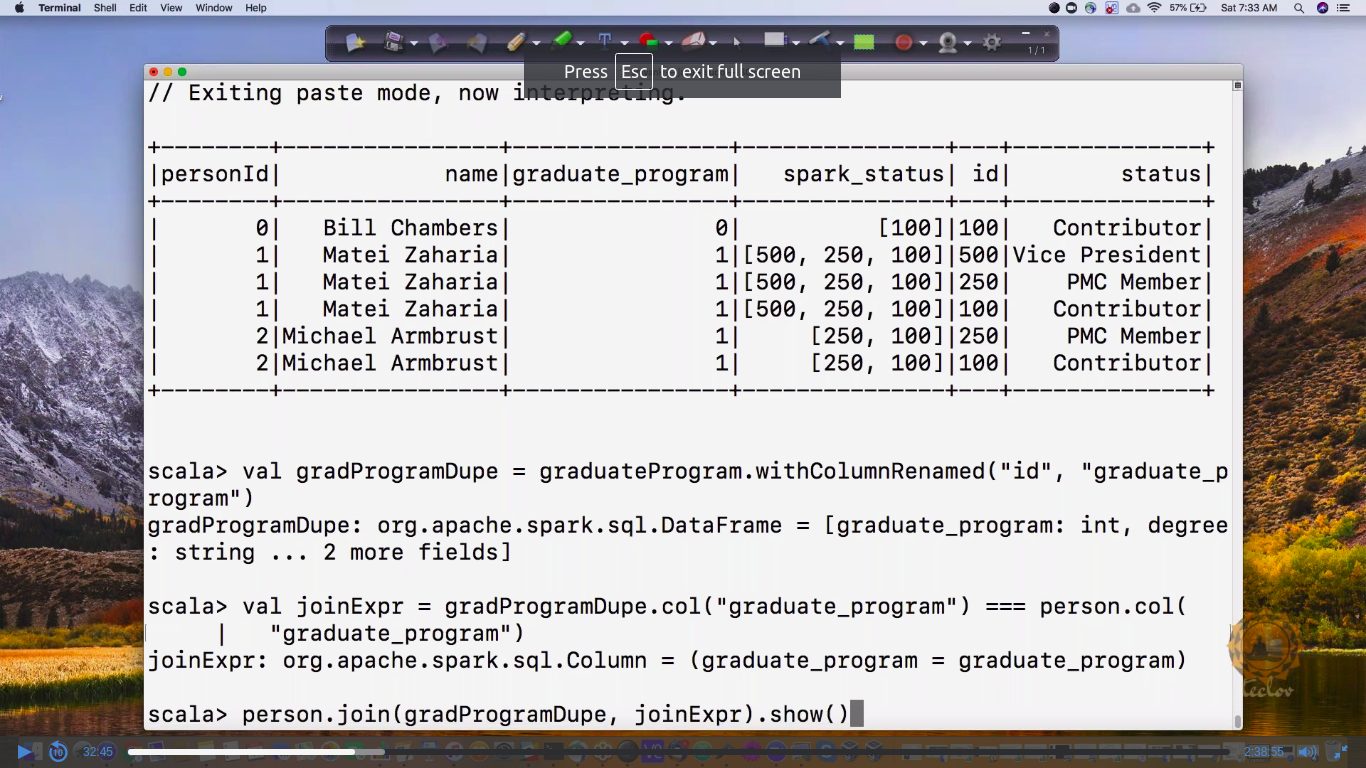 Terminal Shell Edit View Window Help 57% Sat 7:33 AM
1 / 1
Press Esc to exit full screen
// Exiting paste mode, now interpreting.
+--------+----------------+----------------+---------------+---+--------------+
|personId| name|graduate_program| spark_status| id| status|
+--------+----------------+----------------+---------------+---+--------------+
| 0| Bill Chambers| 0| [100]|100| Contributor|
| 1| Matei Zaharia| 1|[500, 250, 100]|500|Vice President|
| 1| Matei Zaharia| 1|[500, 250, 100]|250| PMC Member|
| 1| Matei Zaharia| 1|[500, 250, 100]|100| Contributor|
| 2|Michael Armbrust| 1| [250, 100]|250| PMC Member|
| 2|Michael Armbrust| 1| [250, 100]|100| Contributor|
+--------+----------------+----------------+---------------+---+--------------+
scala> val gradProgramDupe = graduateProgram.withColumnRenamed("id", "graduate_p
rogram")
gradProgramDupe: org.apache.spark.sql.DataFrame = [graduate_program: int, degree
: string ... 2 more fields]
scala> val joinExpr = gradProgramDupe.col("graduate_program") === person.col(
| "graduate_program")
joinExpr: org.apache.spark.sql.Column = (graduate_program = graduate_program)
scala> person.join(gradProgramDupe, joinExpr).show()
10 32:45 2:38:55